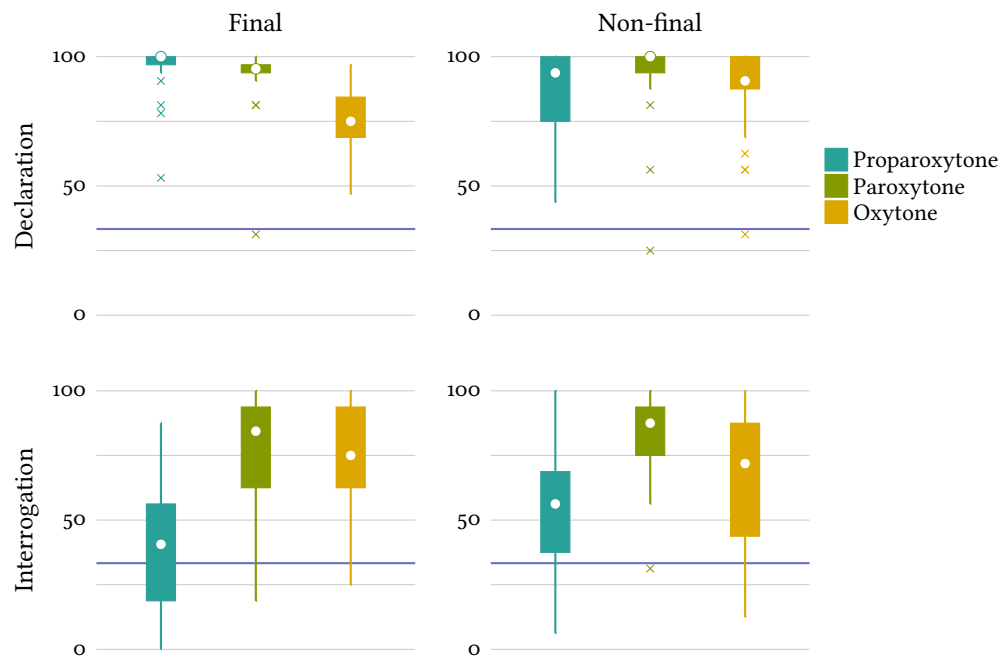 Final
Non-final
Declaration
100
50
0
100
50
0
Proparoxytone
Paroxytone
Oxytone
Interrogation
100
50
0
100
50
0